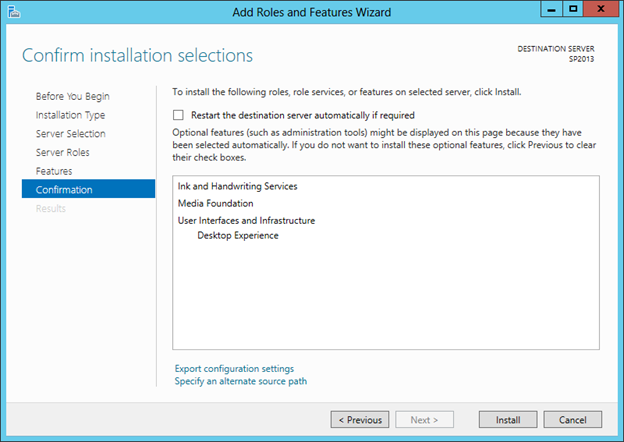 Add Roles and Features Wizard
Confirm installation selections
DESTINATION SERVER
SP2013
Before You Begin
Installation Type
Server Selection
Server Roles
Features
Confirmation
Results
To install the following roles, role services, or features on selected server, click Install.
Restart the destination server automatically if required
Optional features (such as administration tools) might be displayed on this page because they have
been selected automatically. If you do not want to install these optional features, click Previous to clear
their check boxes.
Ink and Handwriting Services
Media Foundation
User Interfaces and Infrastructure
Desktop Experience
Export configuration settings
Specify an alternate source path
< Previous
Next >
Install
Cancel